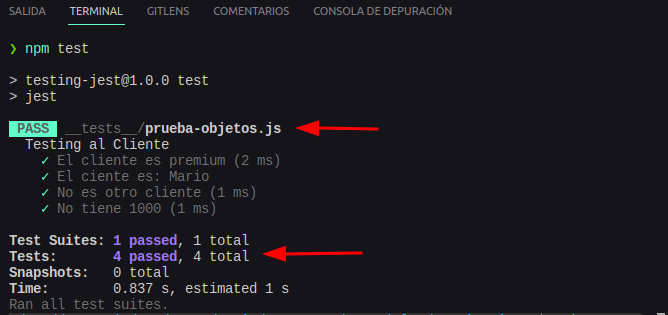 SALIDA TERMINAL GITLENS COMENTARIOS CONSOLA DE DEPURACIÓN
❯ npm test
> testing-jest@1.0.0 test
> jest
PASS __tests__/prueba-objetos.js
Testing al Cliente
✓ El cliente es premium (2 ms)
✓ El ciente es: Mario
✓ No es otro cliente (1 ms)
✓ No tiene 1000 (1 ms)
Test Suites: 1 passed, 1 total
Tests: 4 passed, 4 total
Snapshots: 0 total
Time: 0.837 s, estimated 1 s
Ran all test suites.